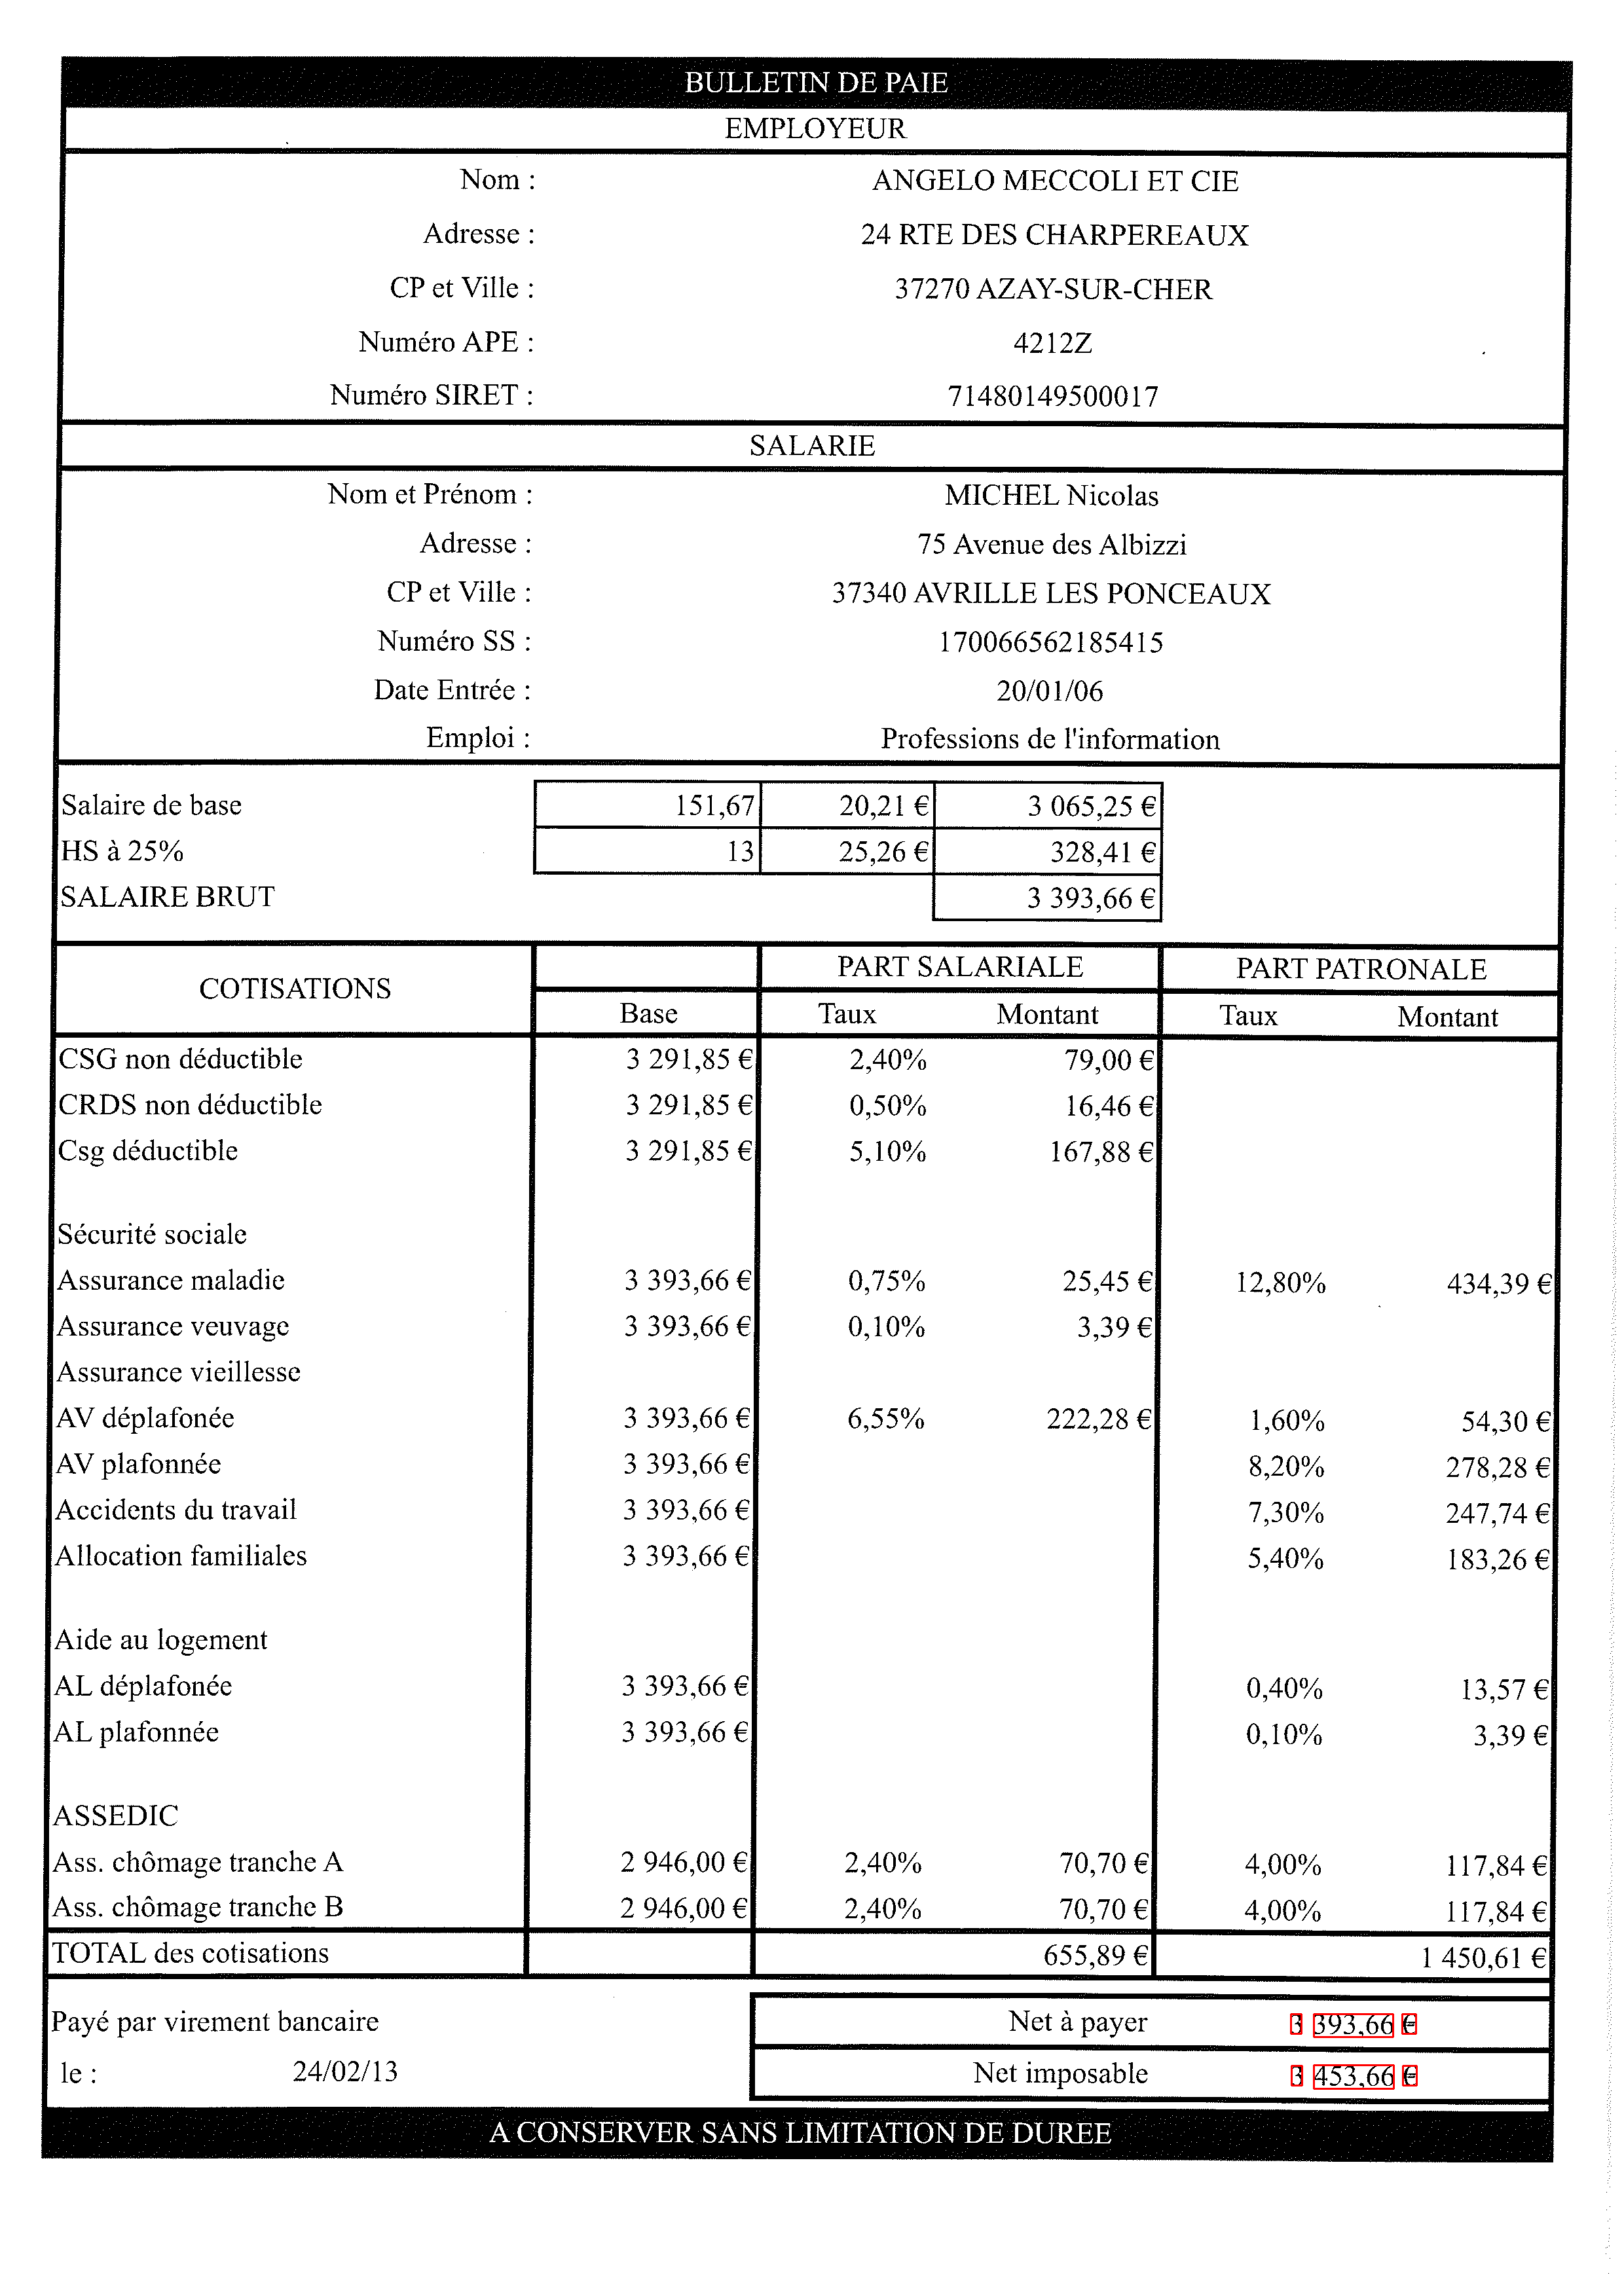 BULLETIN DE PAIE
EMPLOYEUR
Nom : ANGELO MECCOLI ET CIE
Adresse : 24 RTE DES CHARPEREAUX
CP et Ville : 37270 AZAY-SUR-CHER
Numéro APE : 4212Z
Numéro SIRET : 71480149500017
SALARIE
Nom et Prénom : MICHEL Nicolas
Adresse : 75 Avenue des Albizzi
CP et Ville : 37340 AVRILLE LES PONCEAUX
Numéro SS : 170066562185415
Date Entrée : 20/01/06
Emploi : Professions de l'information
Salaire de base 151,67 20,21 € 3 065,25 €
HS à 25% 13 25,26 € 328,41 €
SALAIRE BRUT 3 393,66 €
PART SALARIALE PART PATRONALE
COTISATIONS
Base Taux Montant Taux Montant
CSG non déductible 3 291,85 € 2,40% 79,00 €
CRDS non déductible 3 291,85 € 0,50% 16,46 €
Csg déductible 3 291,85 € 5,10% 167,88 €
Sécurité sociale
Assurance maladie 3 393,66 € 0,75% 25,45 € 12,80% 434,39 €
Assurance veuvage 3 393,66 € 0,10% 3,39 €
Assurance vieillesse
AV déplafonée 3 393,66 € 6,55% 222,28 € 1,60% 54,30 €
AV plafonnée 3 393,66 € 8,20% 278,28 €
Accidents du travail 3 393,66 € 7,30% 247,74 €
Allocation familiales 3 393,66 € 5,40% 183,26 €
Aide au logement
AL déplafonée 3 393,66 € 0,40% 13,57 €
AL plafonnée 3 393,66 € 0,10% 3,39 €
ASSEDIC
Ass. chômage tranche A 2 946,00 € 2,40% 70,70 € 4,00% 117,84 €
Ass. chômage tranche B 2 946,00 € 2,40% 70,70 € 4,00% 117,84 €
TOTAL des cotisations 655,89 € 1 450,61 €
Payé par virement bancaire Net à payer 3 393,66 €
le : 24/02/13 Net imposable 3 453,66 €
A CONSERVER SANS LIMITATION DE DUREE